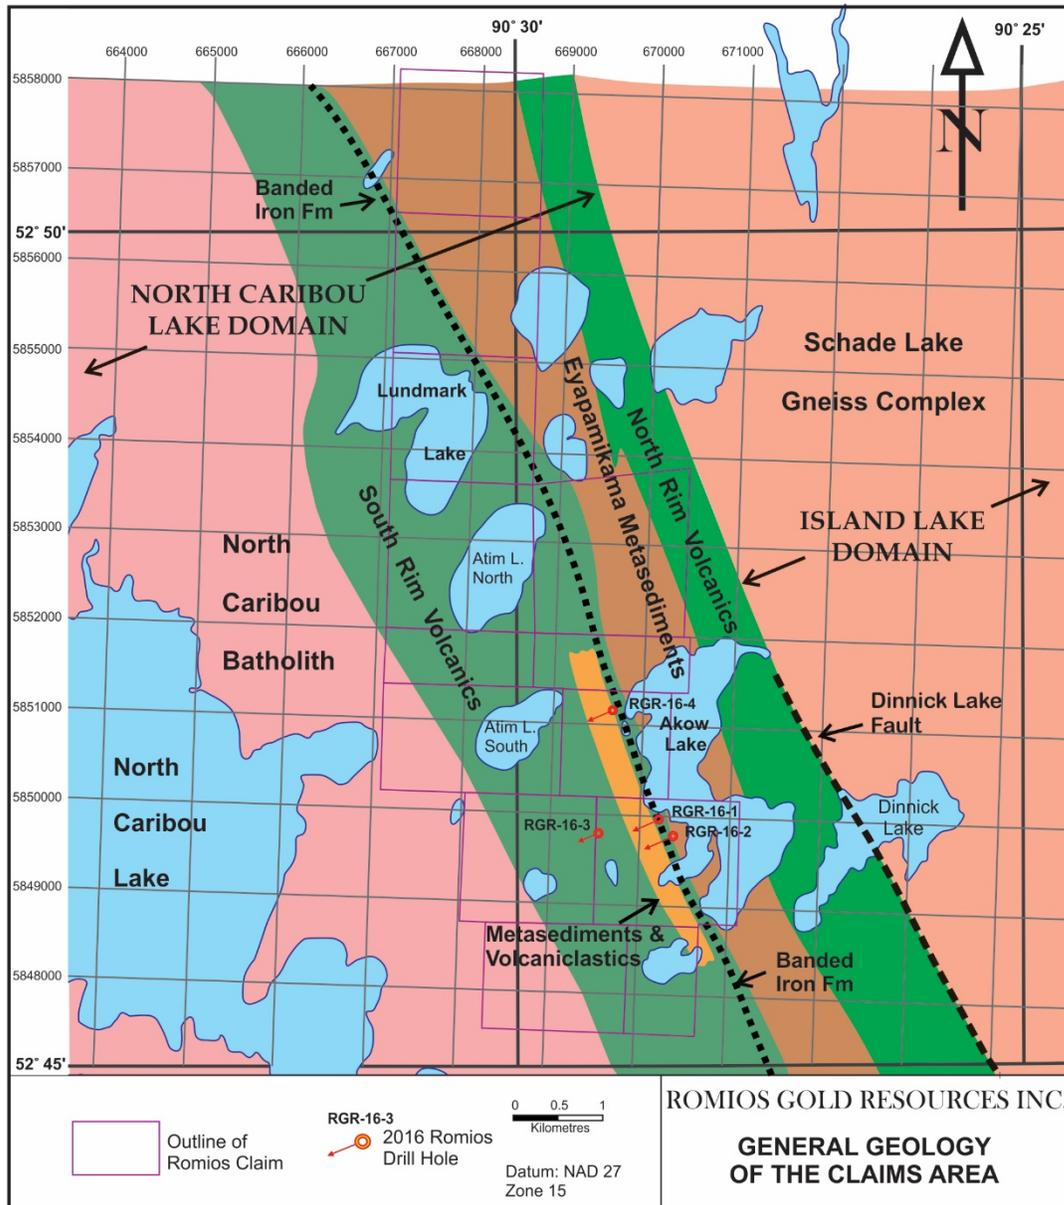 90° 30'
90° 25'
664000
665000
666000
667000
668000
669000
670000
671000
5858000
5857000
52° 50'
5856000
5855000
5854000
5853000
5852000
5851000
5850000
5849000
5848000
52° 45'
N
Banded
Iron Fm
NORTH CARIBOU
LAKE DOMAIN
Schade Lake
Gneiss Complex
Lundmark
Lake
Eyapamikama Metasediments
North Rim Volcanics
South Rim Volcanics
ISLAND LAKE
DOMAIN
North
Caribou
Batholith
Atim L.
North
RGR-16-4
Akow
Lake
Atim L.
South
Dinnick Lake
Fault
North
Caribou
Lake
RGR-16-3
RGR-16-1
RGR-16-2
Dinnick
Lake
Metasediments &
Volcaniclastics
Banded
Iron Fm
Outline of
Romios Claim
RGR-16-3
2016 Romios
Drill Hole
0 0.5 1
Kilometres
Datum: NAD 27
Zone 15
ROMIOS GOLD RESOURCES INC.
GENERAL GEOLOGY
OF THE CLAIMS AREA